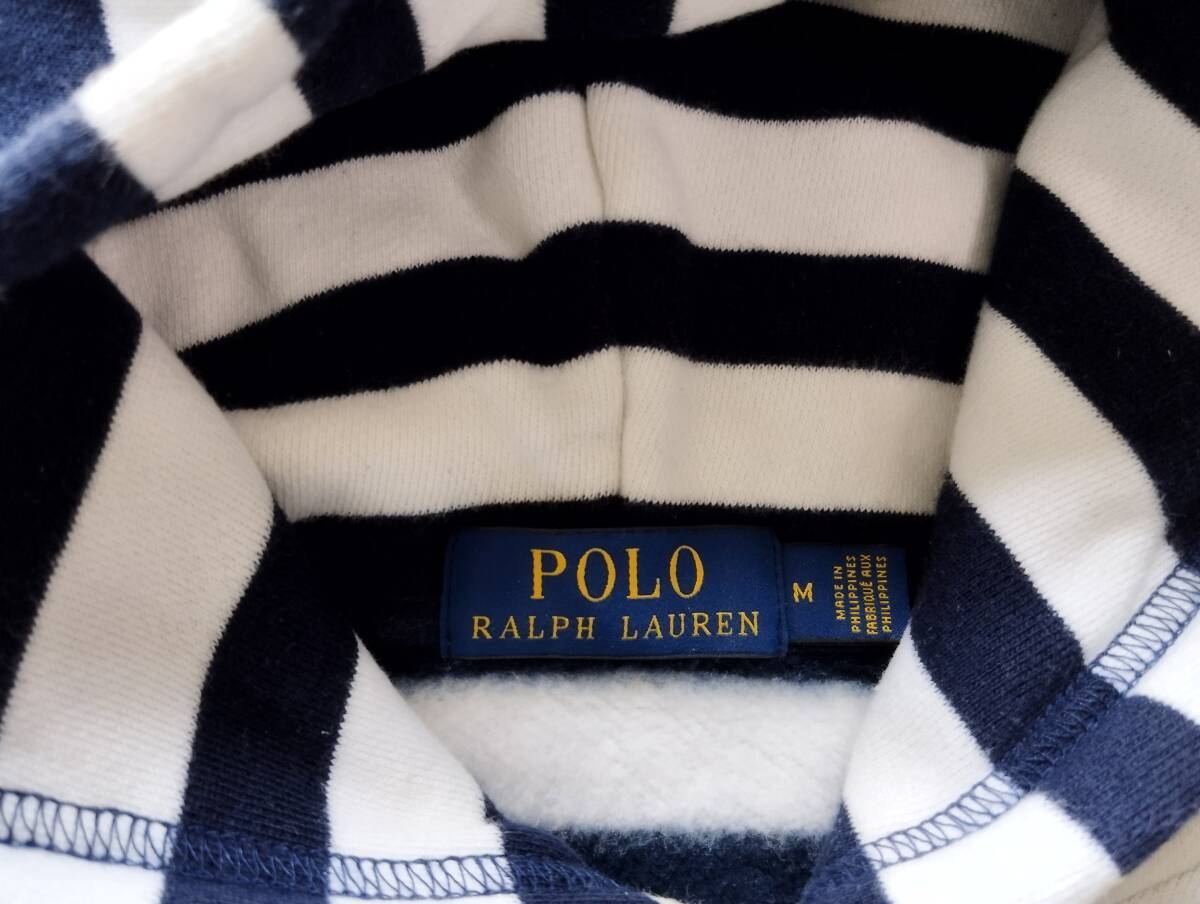 POLO
RALPH LAUREN
M
MADE IN
PHILIPPINES
FABRIQUÉ AUX
PHILIPPINES